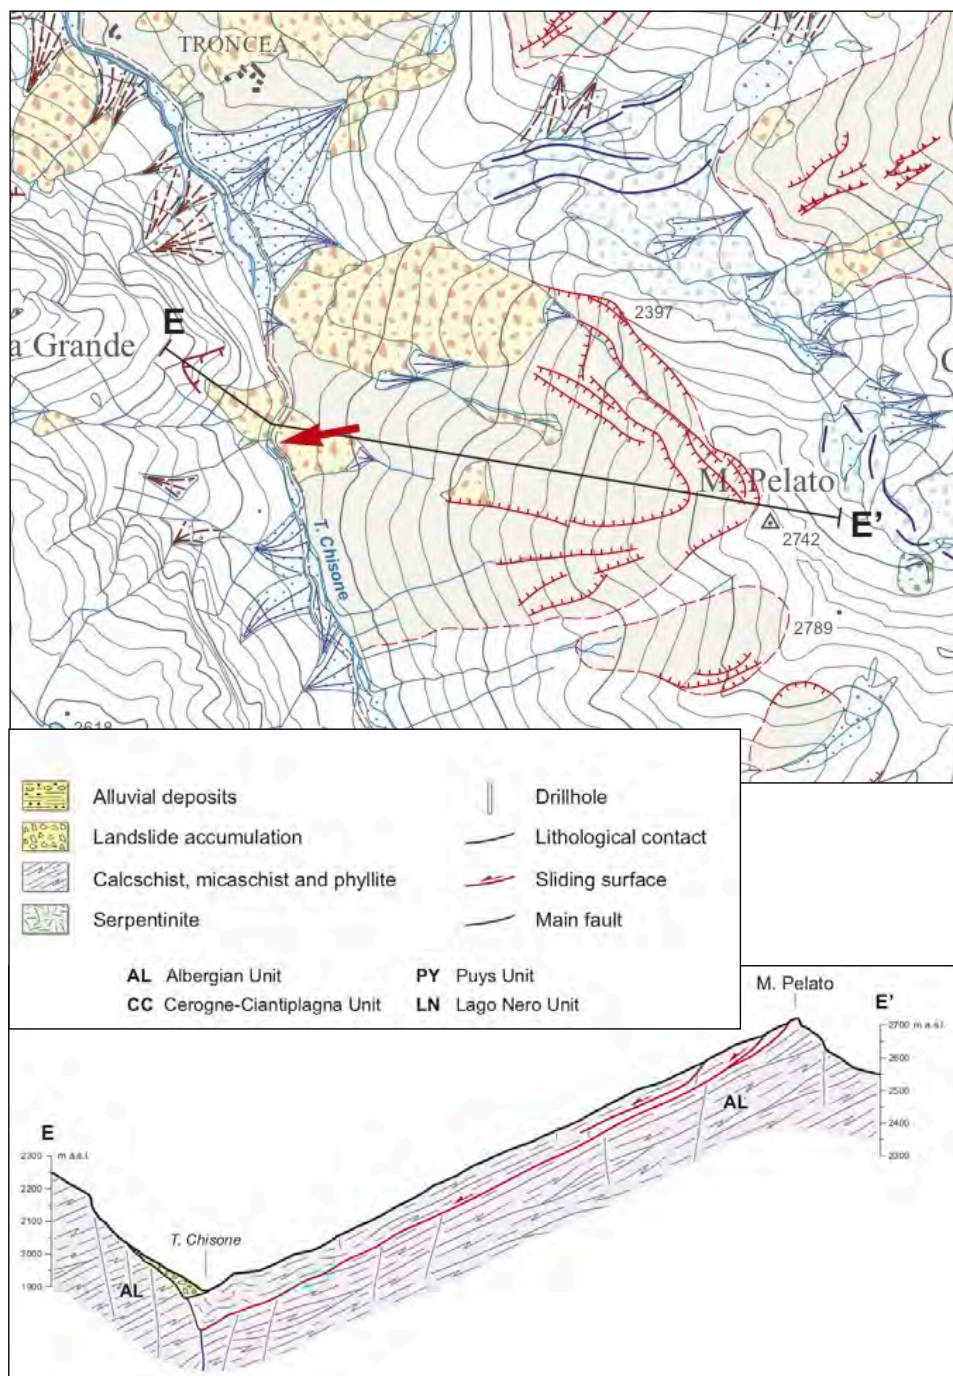 TRONCEA
2397
E
a Grande
M. Pelato
E’
2742
T. Chisone
2789
2618
Alluvial deposits
Drillhole
Landslide accumulation
Lithological contact
Calcschist, micaschist and phyllite
Sliding surface
Serpentinite
Main fault
AL Albergian Unit
PY Puys Unit
CC Cerogne-Ciantiplagna Unit
LN Lago Nero Unit
M. Pelato
E’
2700 m a.s.l.
2600
2500
2400
2300
AL
E
2300 m a.s.l.
2200
2100
2000
1900
T. Chisone
AL